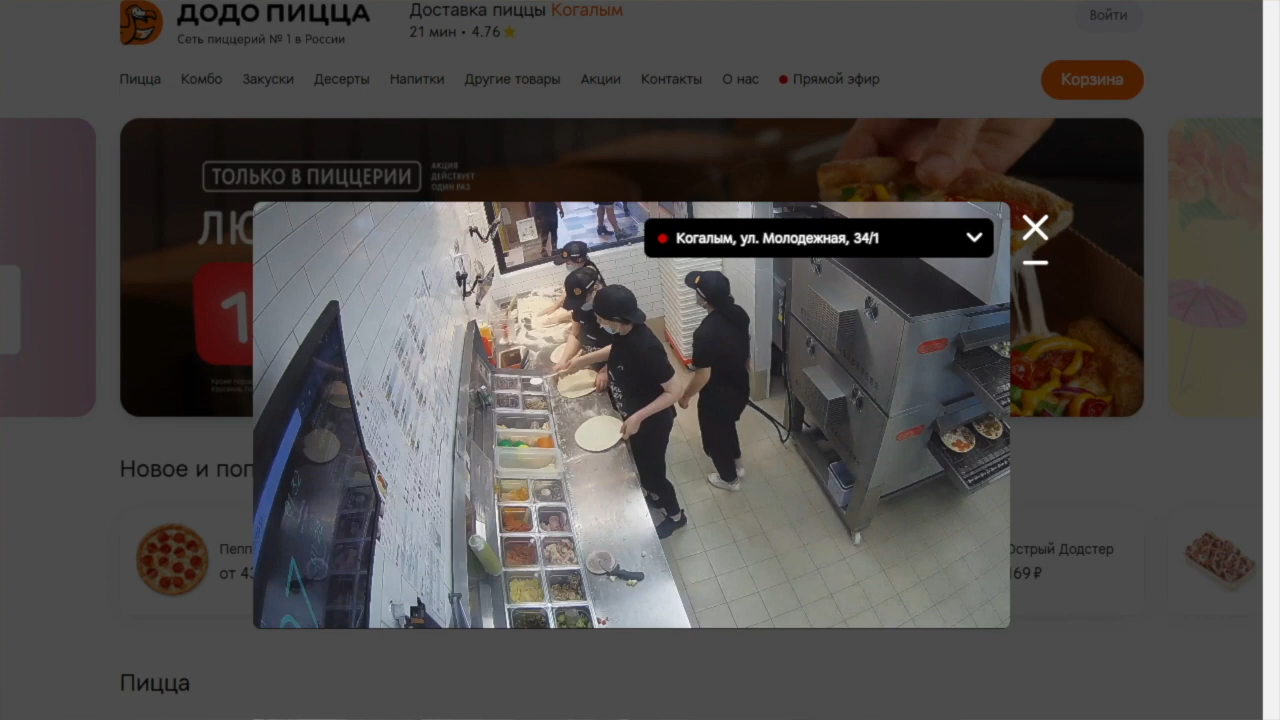 ДОДО ПИЦЦА
Сеть пиццерий № 1 в России
Доставка пиццы Когалым
21 мин • 4.76
Войти
Пицца Комбо Закуски Десерты Напитки Другие товары Акции Контакты О нас Прямой эфир
Корзина
ТОЛЬКО В ПИЦЦЕРИИ
АКЦИЯ
ДЕЙСТВУЕТ
ОДИН РАЗ
ЛЮ
1
Когалым, ул. Молодежная, 34/1
Новое и поп
Пепп
от 43
Острый Додстер
169 ₽
Пицца